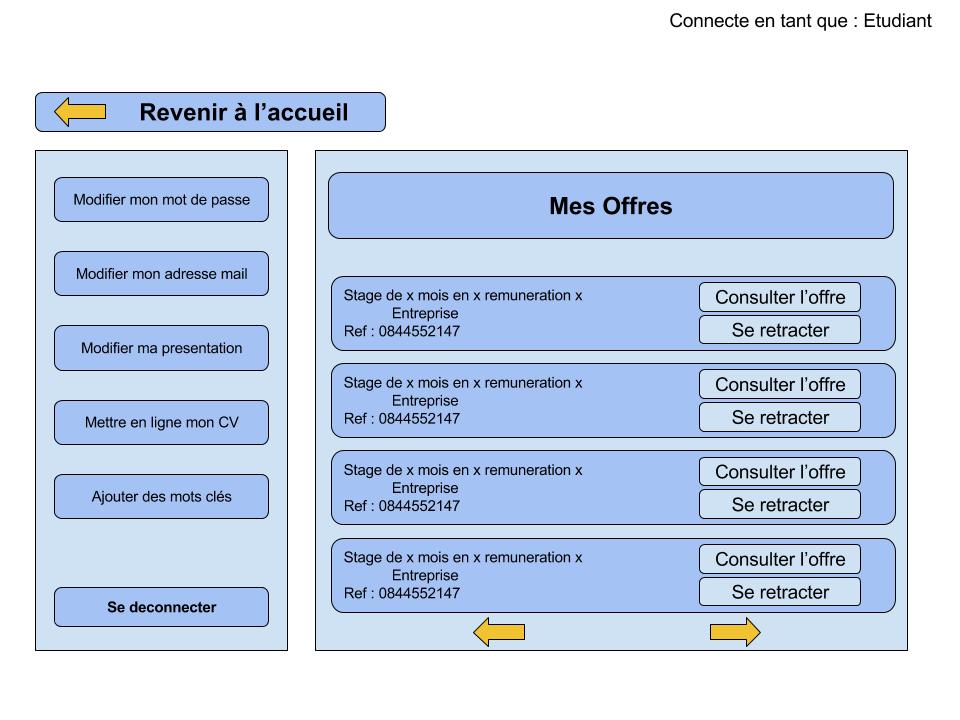 Connecte en tant que : Etudiant
Revenir à l’accueil
Modifier mon mot de passe
Modifier mon adresse mail
Modifier ma presentation
Mettre en ligne mon CV
Ajouter des mots clés
Se deconnecter
Mes Offres
Stage de x mois en x remuneration x
Entreprise
Ref : 0844552147
Consulter l’offre
Se retracter
Stage de x mois en x remuneration x
Entreprise
Ref : 0844552147
Consulter l’offre
Se retracter
Stage de x mois en x remuneration x
Entreprise
Ref : 0844552147
Consulter l’offre
Se retracter
Stage de x mois en x remuneration x
Entreprise
Ref : 0844552147
Consulter l’offre
Se retracter